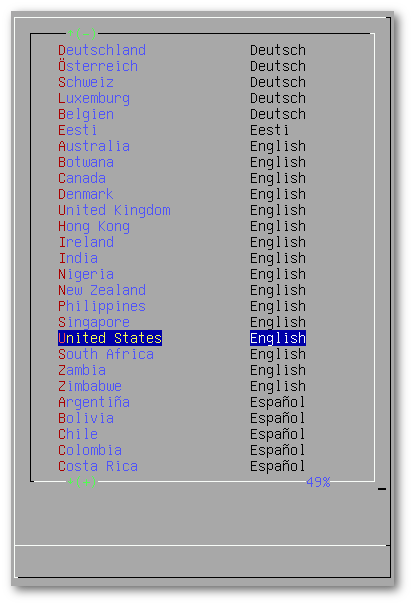 ↑(-)
Deutschland Deutsch
Österreich Deutsch
Schweiz Deutsch
Luxemburg Deutsch
Belgien Deutsch
Eesti Eesti
Australia English
Botwana English
Canada English
Denmark English
United Kingdom English
Hong Kong English
Ireland English
India English
Nigeria English
New Zealand English
Philippines English
Singapore English
United States English
South Africa English
Zambia English
Zimbabwe English
Argentiña Español
Bolivia Español
Chile Español
Colombia Español
Costa Rica Español
↓(+) 49%